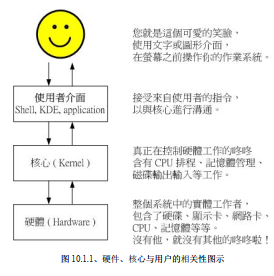 您就是這個可愛的笑臉，
使用文字或圖形介面，
在螢幕之前操作你的作業系統。
使用者介面
Shell, KDE, application
接受來自使用者的指令，
以與核心進行溝通。
核心 ( Kernel )
真正在控制硬體工作的咚咚
含有 CPU 排程、記憶體管理、
磁碟輸出輸入等工作。
硬體 ( Hardware )
整個系統中的實體工作者，
包含了硬碟、顯示卡、網路卡、
CPU、記憶體等等。
沒有他，就沒有其他的咚咚啦！
图 10.1.1、硬件、核心与用户的相关性图示